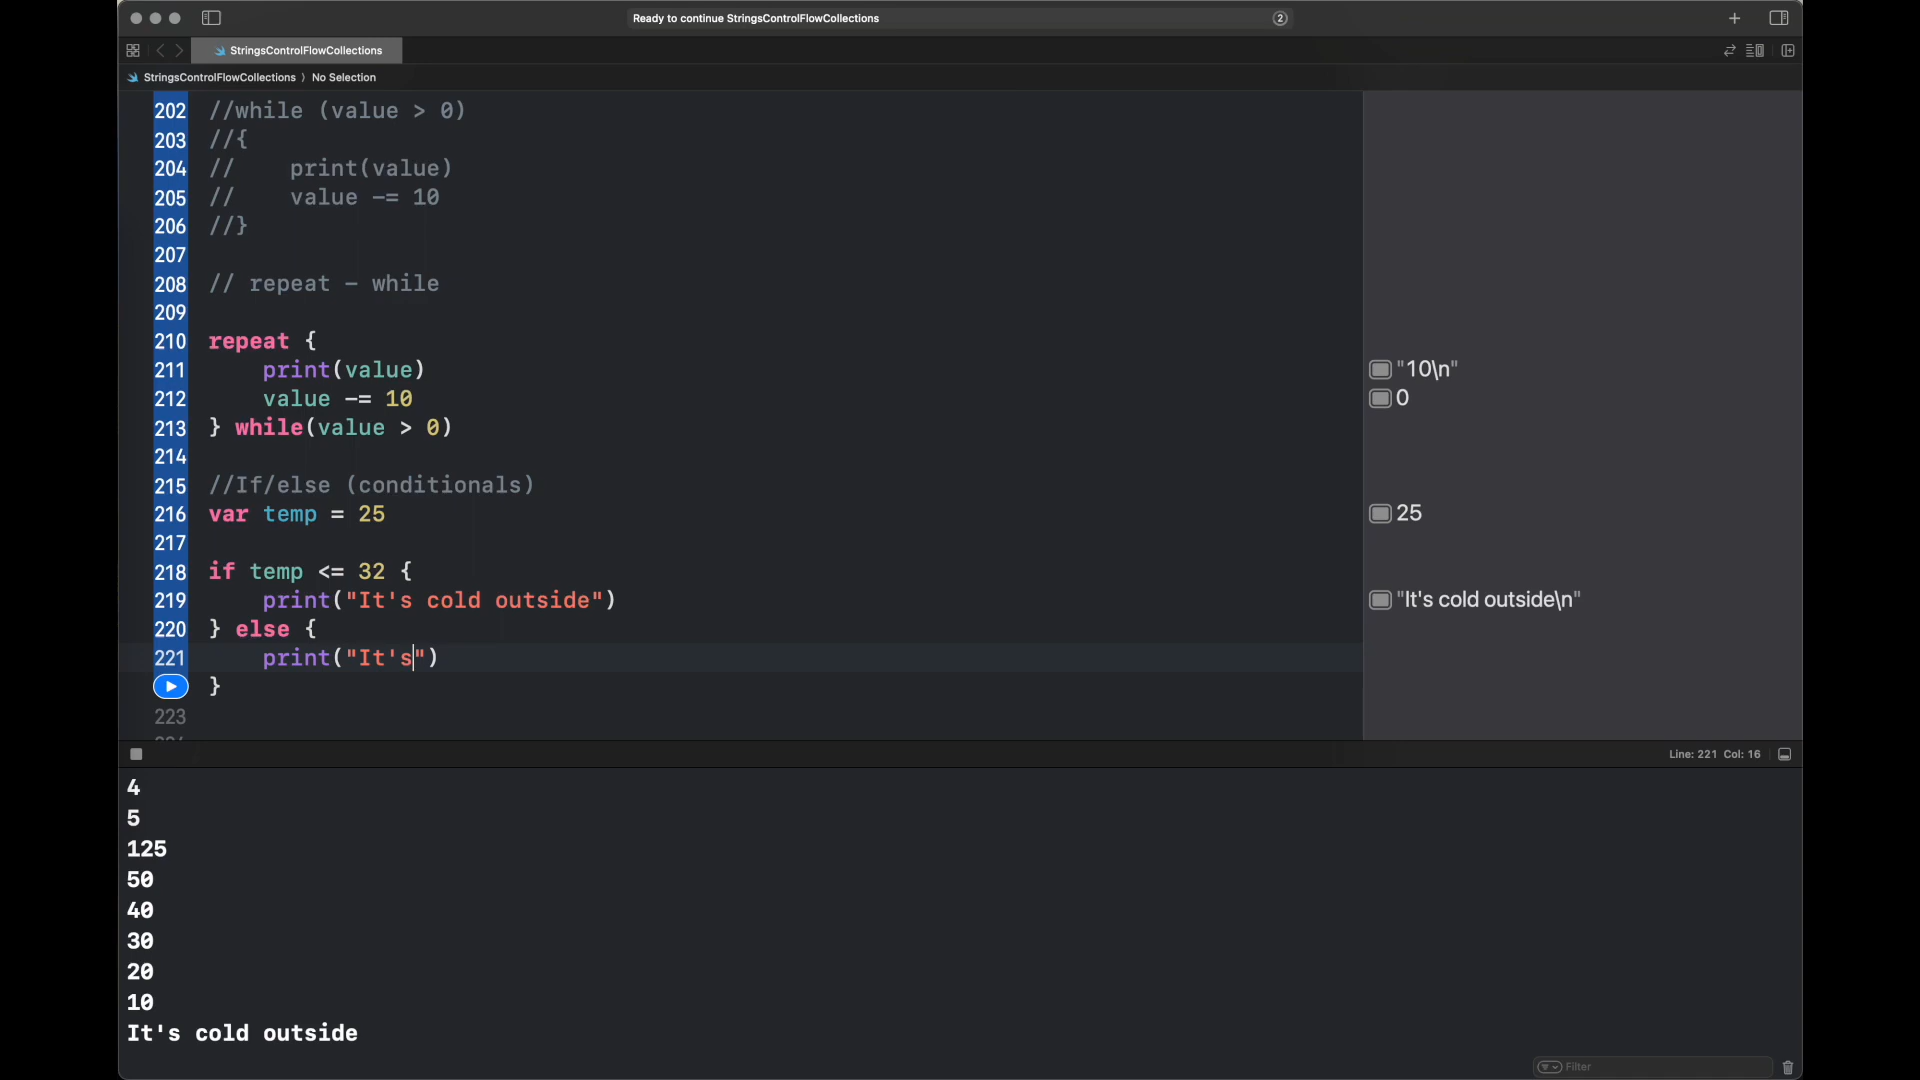 Ready to continue StringsControlFlowCollections
2
StringsControlFlowCollections
StringsControlFlowCollections ⟩ No Selection
202 //while (value > 0)
203 //{
204 //    print(value)
205 //    value -= 10
206 //}
207
208 // repeat - while
209
210 repeat {
211     print(value) "10\n"
212     value -= 10 0
213 } while(value > 0)
214
215 //If/else (conditionals)
216 var temp = 25 25
217
218 if temp <= 32 {
219     print("It's cold outside") "It's cold outside\n"
220 } else {
221     print("It's")
}
223
Line: 221 Col: 16
4
5
125
50
40
30
20
10
It's cold outside
Filter